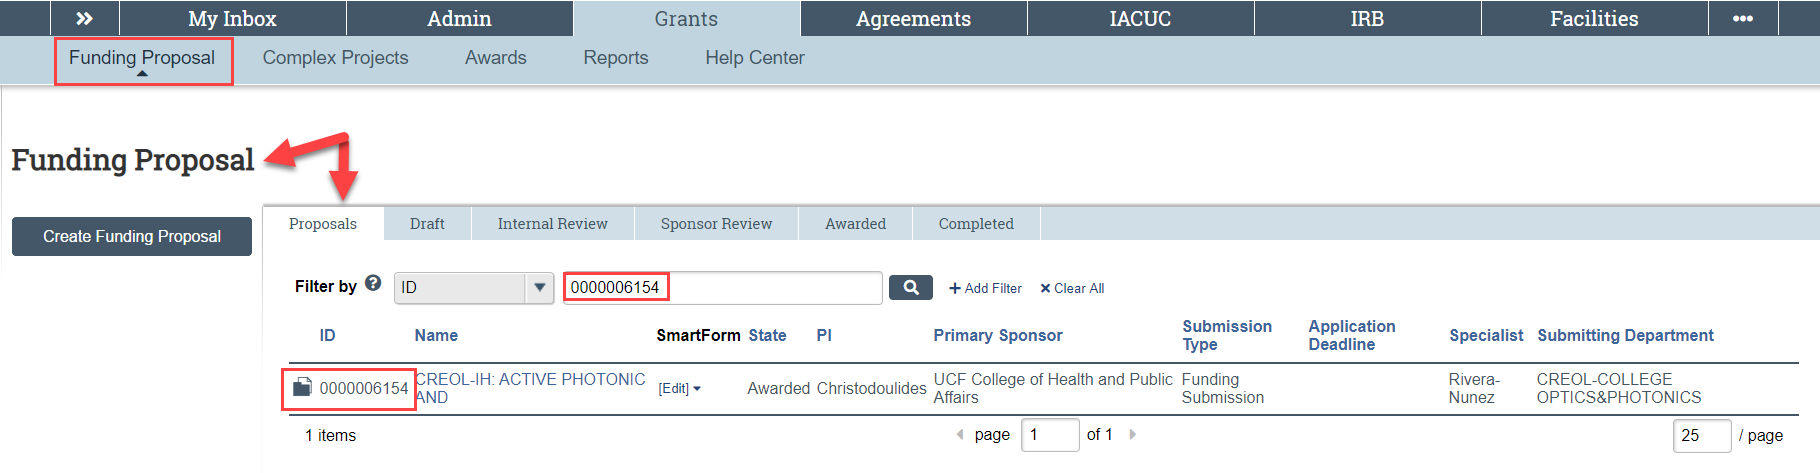 My Inbox Admin Grants Agreements IACUC IRB Facilities •••
Funding Proposal Complex Projects Awards Reports Help Center
Funding Proposal
Create Funding Proposal
Proposals Draft Internal Review Sponsor Review Awarded Completed
Filter by ? ID 0000006154 + Add Filter × Clear All
ID Name SmartForm State PI Primary Sponsor Submission Type Application Deadline Specialist Submitting Department
0000006154 CREOL-IH: ACTIVE PHOTONIC AND [Edit] Awarded Christodoulides UCF College of Health and Public Affairs Funding Submission Rivera-Nunez CREOL-COLLEGE OPTICS&PHOTONICS
1 items page 1 of 1 25 / page